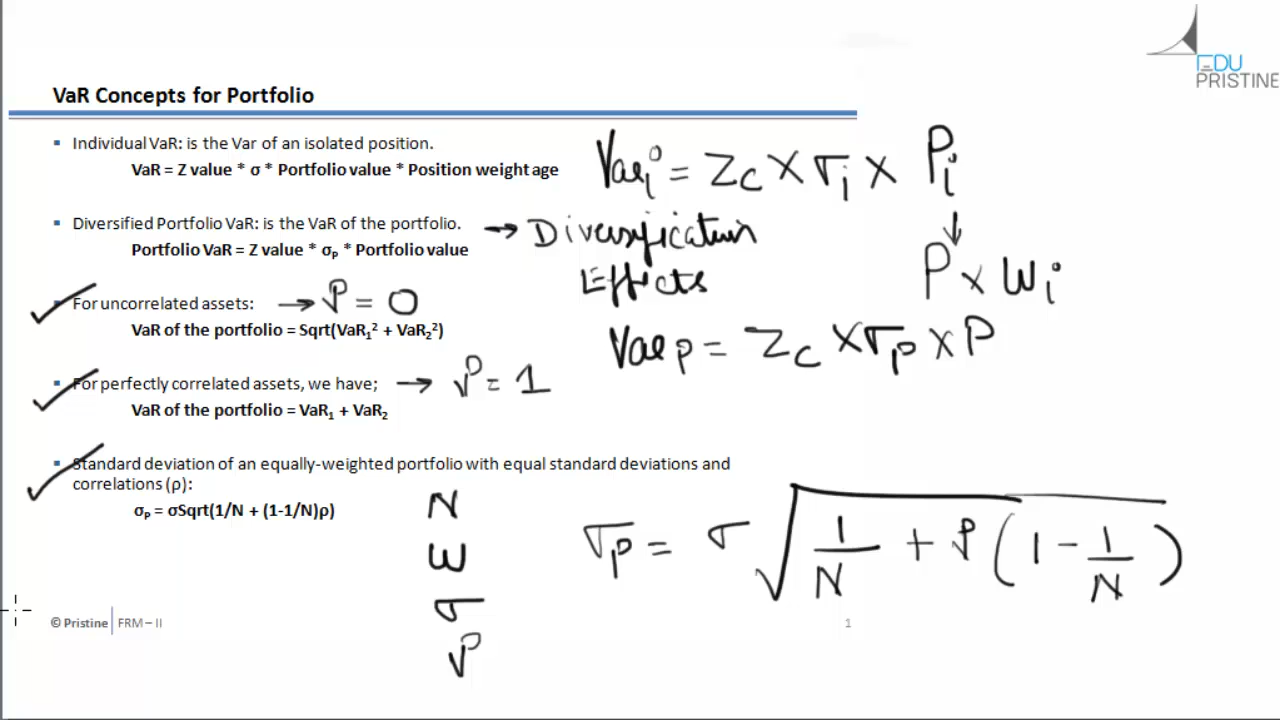 EDU
PRISTINE
VaR Concepts for Portfolio
▪ Individual VaR: is the Var of an isolated position.
VaR = Z value * σ * Portfolio value * Position weight age
Varᵢ = Zc × σᵢ × Pᵢ
▪ Diversified Portfolio VaR: is the VaR of the portfolio.
Portfolio VaR = Z value * σₚ * Portfolio value
→ Diversification
Effects
↓
P × Wᵢ
▪ For uncorrelated assets: → ρ = 0
VaR of the portfolio = Sqrt(VaR₁² + VaR₂²)
Var p = Zc × σp × P
▪ For perfectly correlated assets, we have; → ρ = 1
VaR of the portfolio = VaR₁ + VaR₂
▪ Standard deviation of an equally-weighted portfolio with equal standard deviations and
correlations (ρ):
σₚ = σSqrt(1/N + (1-1/N)ρ)
N
W
σ
ρ
σp = σ √(1/N + ρ (1 - 1/N))
© Pristine FRM – II
1